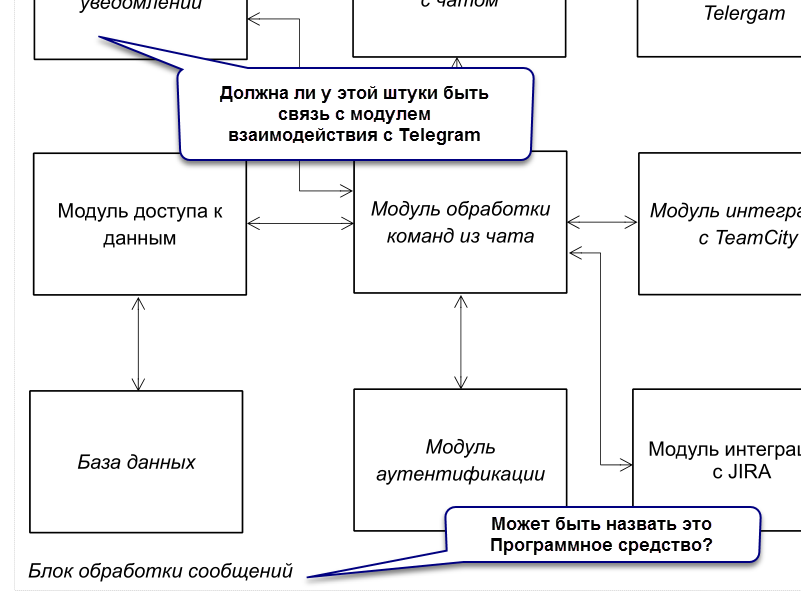 уведомлений
с чатом
Telergam
Должна ли у этой штуки быть
связь с модулем
взаимодействия с Telegram
Модуль доступа к
данным
Модуль обработки
команд из чата
Модуль интегра
с TeamCity
База данных
Модуль
аутентификации
Модуль интеграц
с JIRA
Может быть назвать это
Программное средство?
Блок обработки сообщений